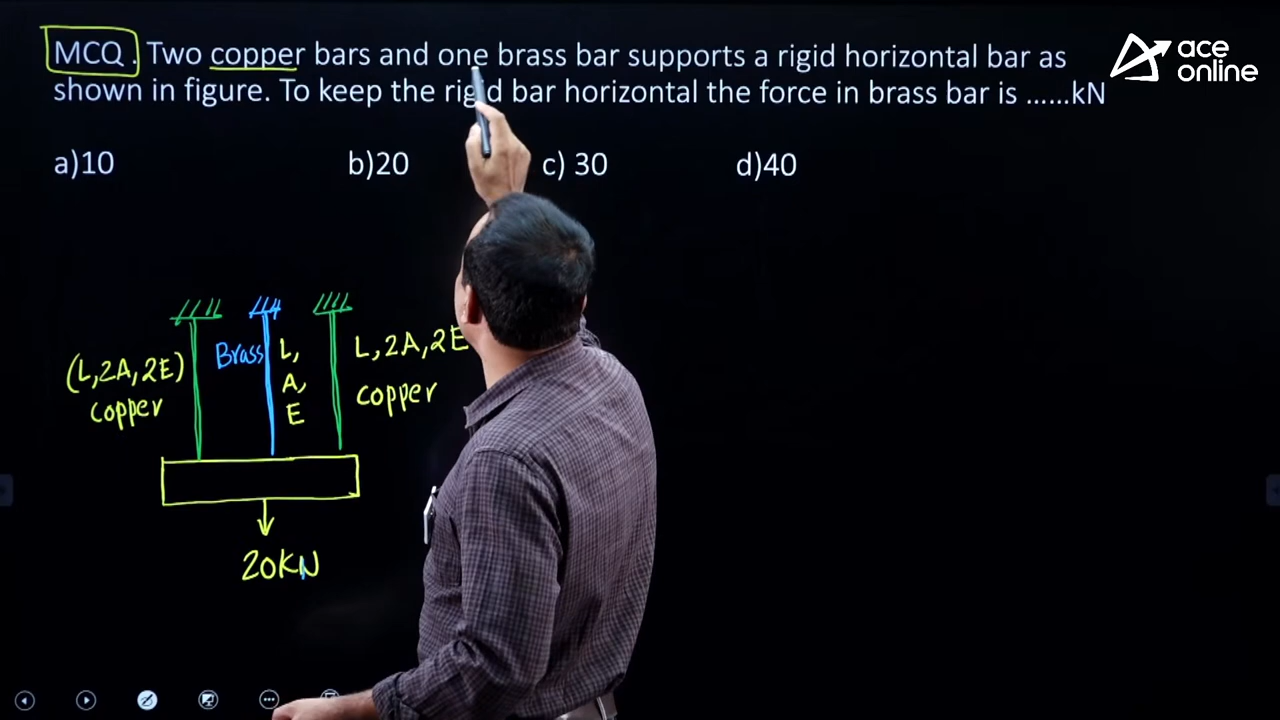 MCQ. Two copper bars and one brass bar supports a rigid horizontal bar as
shown in figure. To keep the rigid bar horizontal the force in brass bar is ......kN
a)10 b)20 c) 30 d)40
ace
online
(L,2A,2E)
copper
Brass
L,
A,
E
L,2A,2E
copper
20KN